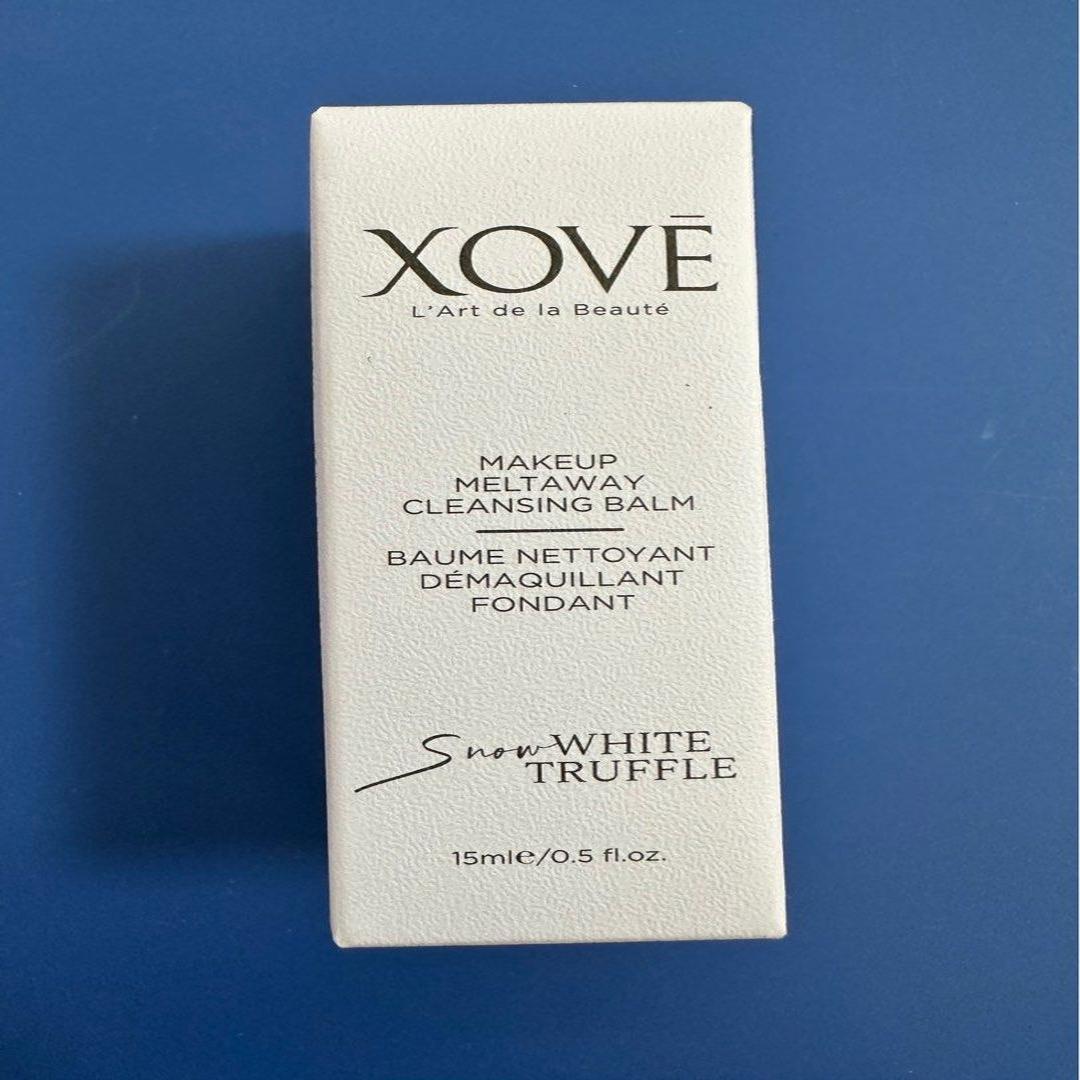 XOVĒ
L'Art de la Beauté
MAKEUP
MELTAWAY
CLEANSING BALM
BAUME NETTOYANT
DÉMAQUILLANT
FONDANT
Snow WHITE
TRUFFLE
15ml℮/0.5 fl.oz.